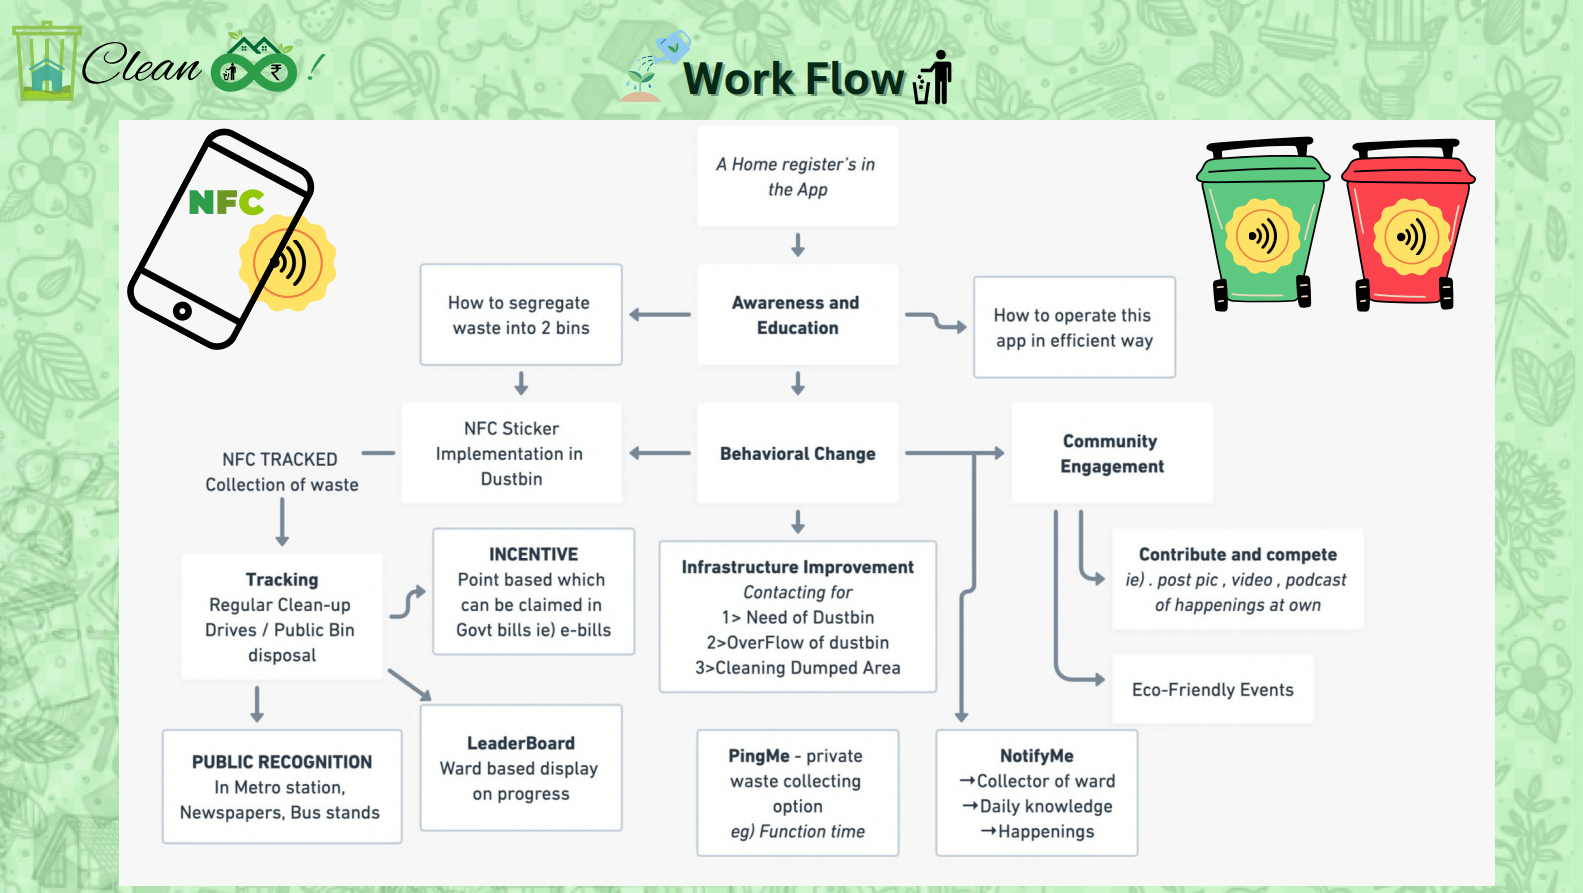 Clean ₹ !
Work Flow
NFC
A Home register's in
the App
How to segregate
waste into 2 bins
Awareness and
Education
How to operate this
app in efficient way
NFC TRACKED
Collection of waste
NFC Sticker
Implementation in
Dustbin
Behavioral Change
Community
Engagement
Tracking
Regular Clean-up
Drives / Public Bin
disposal
INCENTIVE
Point based which
can be claimed in
Govt bills ie) e-bills
Infrastructure Improvement
Contacting for
1> Need of Dustbin
2>OverFlow of dustbin
3>Cleaning Dumped Area
Contribute and compete
ie) . post pic , video , podcast
of happenings at own
Eco-Friendly Events
PUBLIC RECOGNITION
In Metro station,
Newspapers, Bus stands
LeaderBoard
Ward based display
on progress
PingMe - private
waste collecting
option
eg) Function time
NotifyMe
→Collector of ward
→Daily knowledge
→Happenings